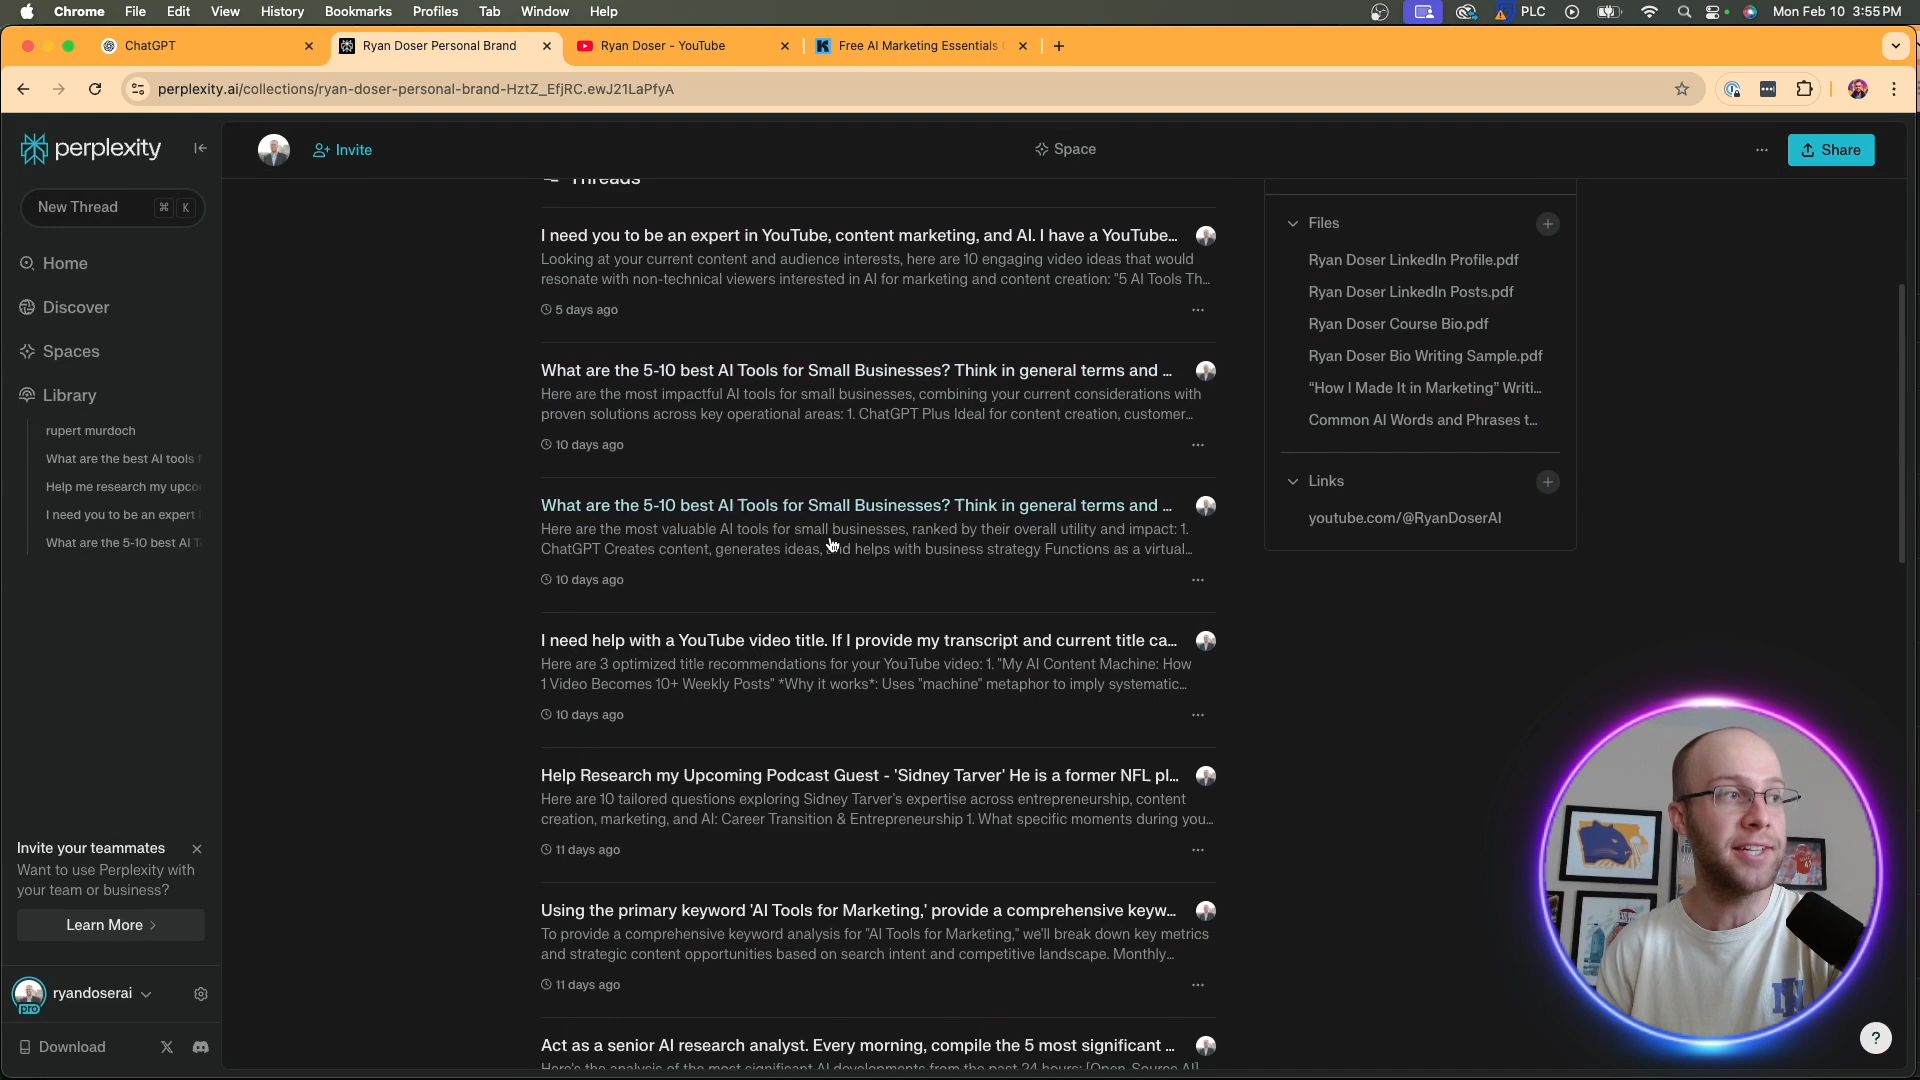 Chrome File Edit View History Bookmarks Profiles Tab Window Help PLC Mon Feb 10 3:55 PM
ChatGPT Ryan Doser Personal Brand Ryan Doser - YouTube Free AI Marketing Essentials
perplexity.ai/collections/ryan-doser-personal-brand-HztZ_EfjRC.ewJ21LaPfyA
perplexity
Invite
Space
Share
New Thread ⌘ K
Home
Discover
Spaces
Library
rupert murdoch
What are the best AI tools
Help me research my upco
I need you to be an expert
What are the 5-10 best AI T
Invite your teammates
Want to use Perplexity with
your team or business?
Learn More >
pro
ryandoserai
Download
Threads
I need you to be an expert in YouTube, content marketing, and AI. I have a YouTube...
Looking at your current content and audience interests, here are 10 engaging video ideas that would
resonate with non-technical viewers interested in AI for marketing and content creation: "5 AI Tools Th...
5 days ago
What are the 5-10 best AI Tools for Small Businesses? Think in general terms and ...
Here are the most impactful AI tools for small businesses, combining your current considerations with
proven solutions across key operational areas: 1. ChatGPT Plus Ideal for content creation, customer...
10 days ago
What are the 5-10 best AI Tools for Small Businesses? Think in general terms and ...
Here are the most valuable AI tools for small businesses, ranked by their overall utility and impact: 1.
ChatGPT Creates content, generates ideas, and helps with business strategy Functions as a virtual...
10 days ago
I need help with a YouTube video title. If I provide my transcript and current title ca...
Here are 3 optimized title recommendations for your YouTube video: 1. "My AI Content Machine: How
1 Video Becomes 10+ Weekly Posts" *Why it works*: Uses "machine" metaphor to imply systematic...
10 days ago
Help Research my Upcoming Podcast Guest - 'Sidney Tarver' He is a former NFL pl...
Here are 10 tailored questions exploring Sidney Tarver's expertise across entrepreneurship, content
creation, marketing, and AI: Career Transition & Entrepreneurship 1. What specific moments during you...
11 days ago
Using the primary keyword 'AI Tools for Marketing,' provide a comprehensive keyw...
To provide a comprehensive keyword analysis for "AI Tools for Marketing," we'll break down key metrics
and strategic content opportunities based on search intent and competitive landscape. Monthly...
11 days ago
Act as a senior AI research analyst. Every morning, compile the 5 most significant ...
Here's the analysis of the most significant AI developments from the past 24 hours: [Open-Source AI]
Files
Ryan Doser LinkedIn Profile.pdf
Ryan Doser LinkedIn Posts.pdf
Ryan Doser Course Bio.pdf
Ryan Doser Bio Writing Sample.pdf
“How I Made It in Marketing” Writi...
Common AI Words and Phrases t...
Links
youtube.com/@RyanDoserAI
?